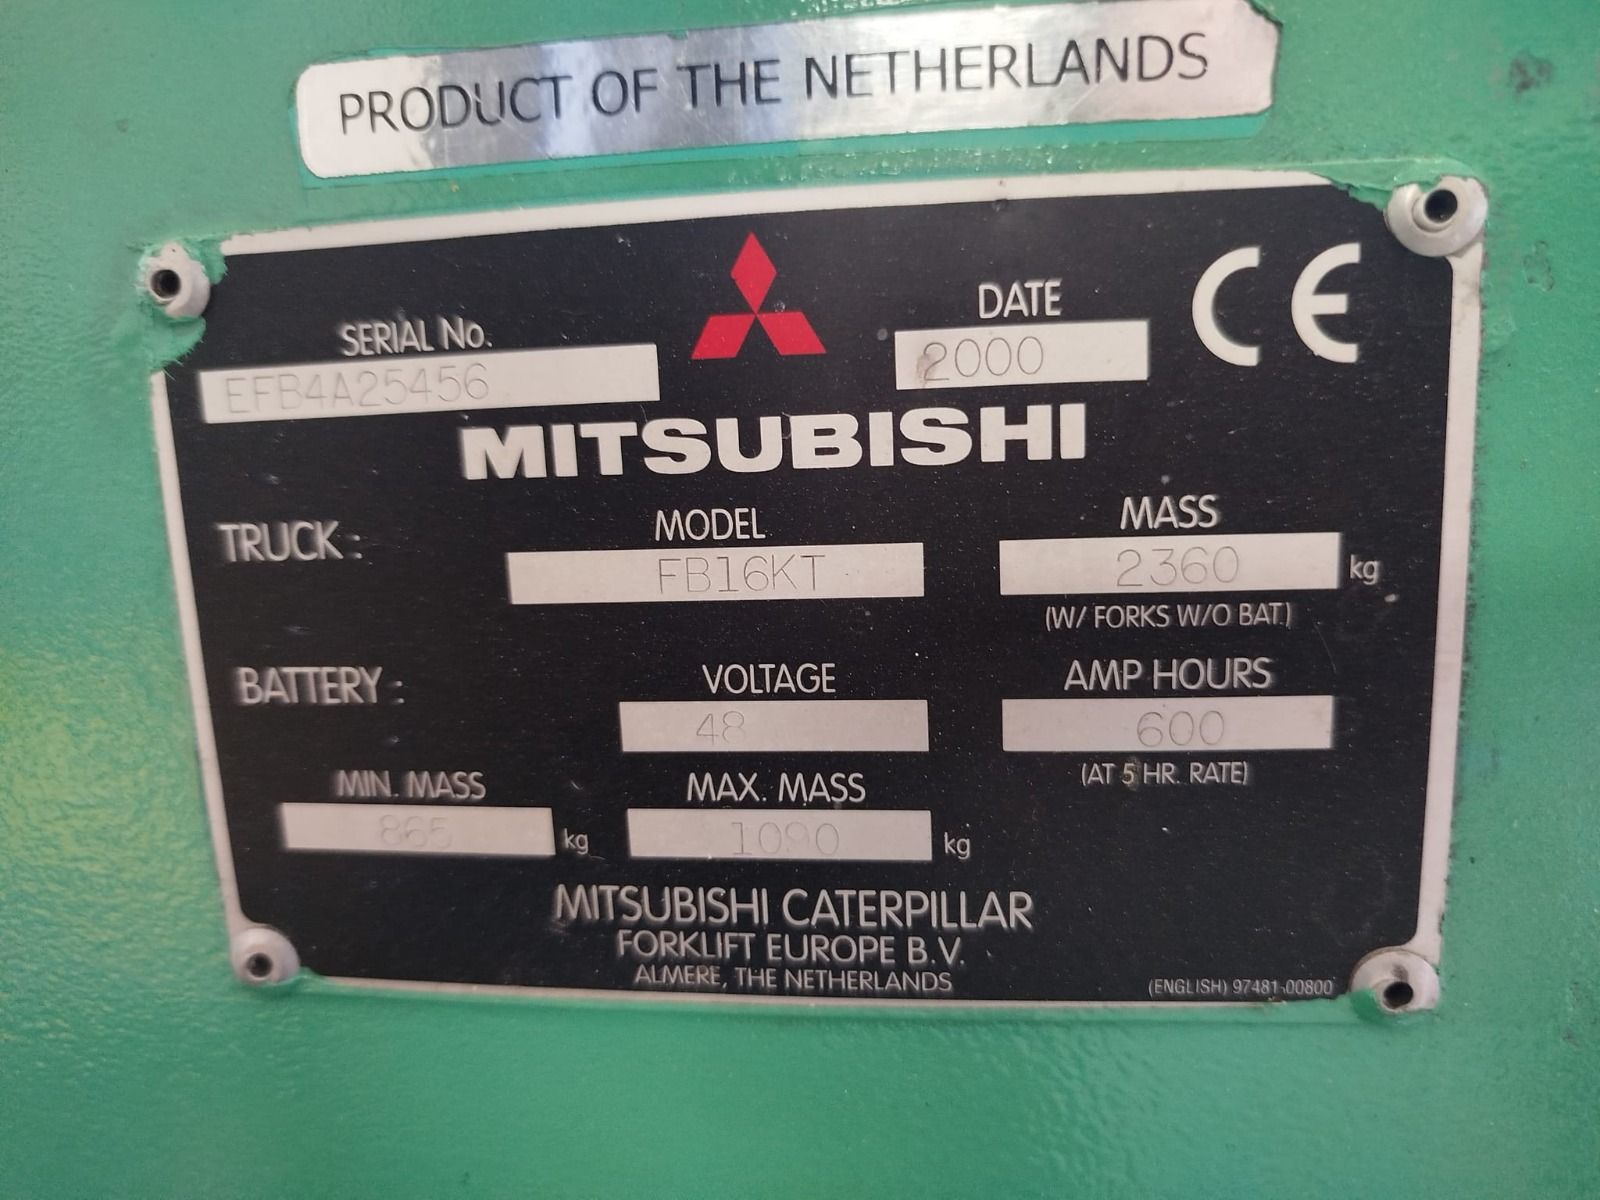 PRODUCT OF THE NETHERLANDS
SERIAL No.
EFB4A25456
DATE
2000
CE
MITSUBISHI
TRUCK:
MODEL
FB16KT
MASS
2360 kg
(W/ FORKS W/O BAT.)
BATTERY:
VOLTAGE
48
AMP HOURS
600
(AT 5 HR. RATE)
MIN. MASS
865 kg
MAX. MASS
1090 kg
MITSUBISHI CATERPILLAR
FORKLIFT EUROPE B.V.
ALMERE, THE NETHERLANDS
(ENGLISH) 97481-00800